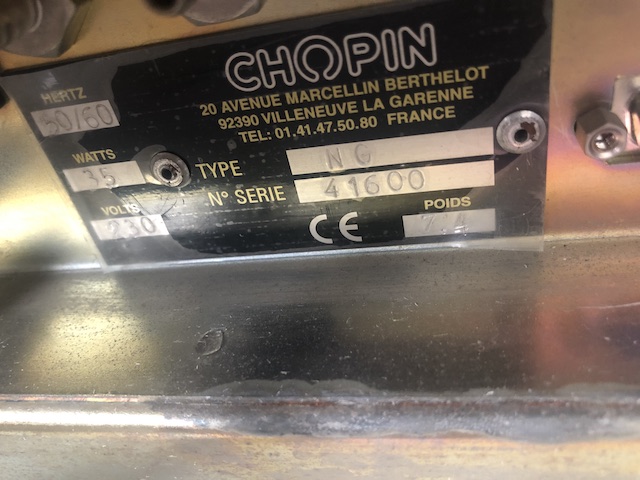 CHOPIN
20 AVENUE MARCELLIN BERTHELOT
92390 VILLENEUVE LA GARENNE
TEL: 01.41.47.50.80 FRANCE
HERTZ
50/60
WATTS
35
VOLTS
230
TYPE NG
N° SERIE 41600
CE
POIDS